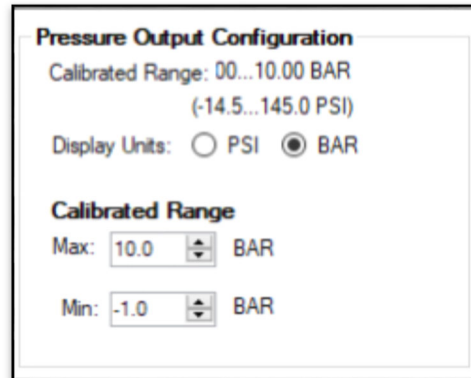 Pressure Output Configuration
Calibrated Range: 00...10.00 BAR
(-14.5...145.0 PSI)
Display Units: PSI BAR
Calibrated Range
Max: 10.0 BAR
Min: -1.0 BAR